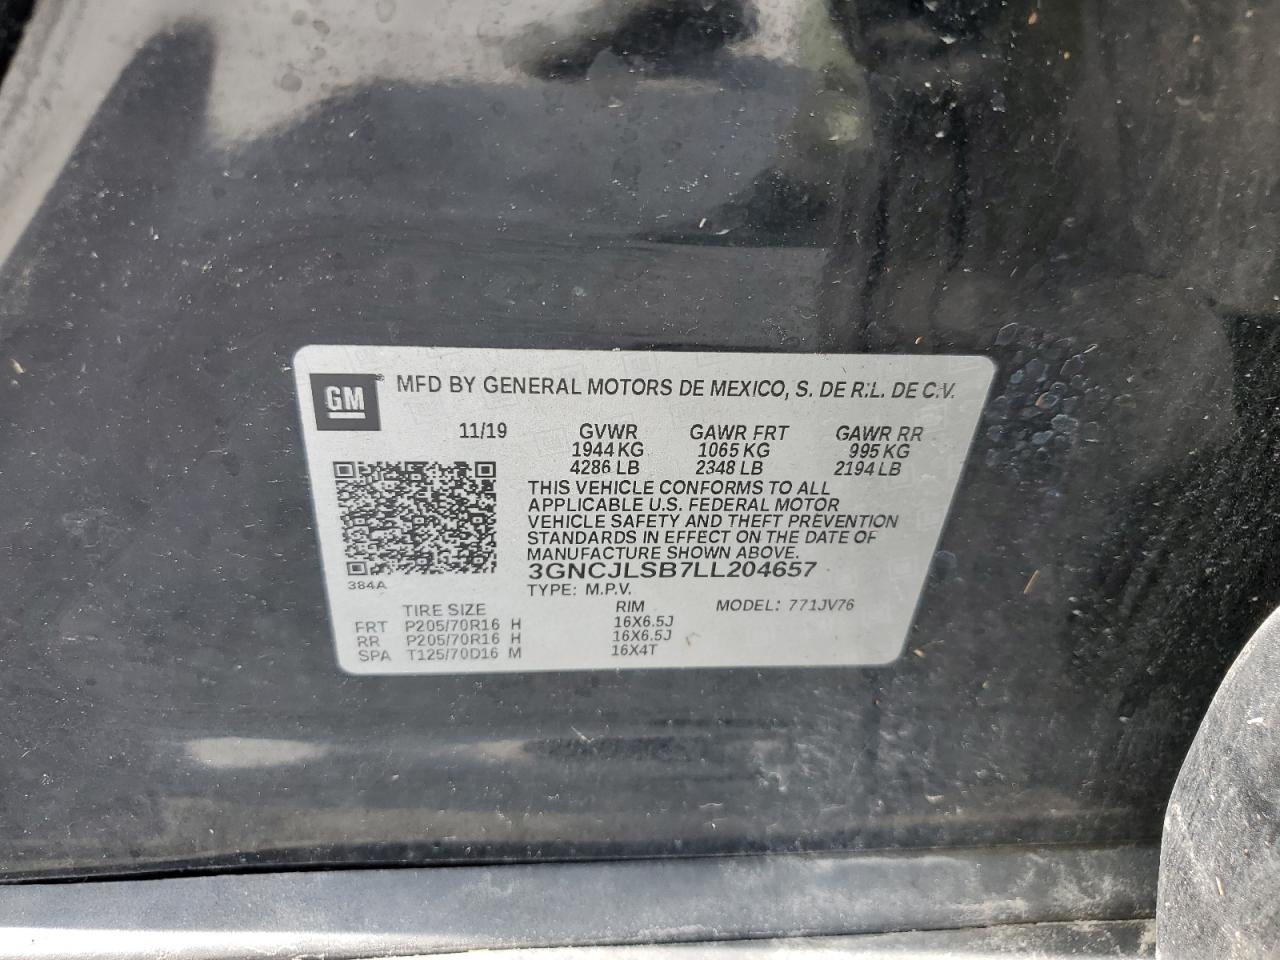 GM ® MFD BY GENERAL MOTORS DE MEXICO, S. DE R.L. DE C.V.
11/19 GVWR GAWR FRT GAWR RR
1944 KG 1065 KG 995 KG
4286 LB 2348 LB 2194 LB
THIS VEHICLE CONFORMS TO ALL
APPLICABLE U.S. FEDERAL MOTOR
VEHICLE SAFETY AND THEFT PREVENTION
STANDARDS IN EFFECT ON THE DATE OF
MANUFACTURE SHOWN ABOVE.
3GNCJLSB7LL204657
384A
TYPE: M.P.V.
TIRE SIZE RIM MODEL: 771JV76
FRT P205/70R16 H 16X6.5J
RR P205/70R16 H 16X6.5J
SPA T125/70D16 M 16X4T